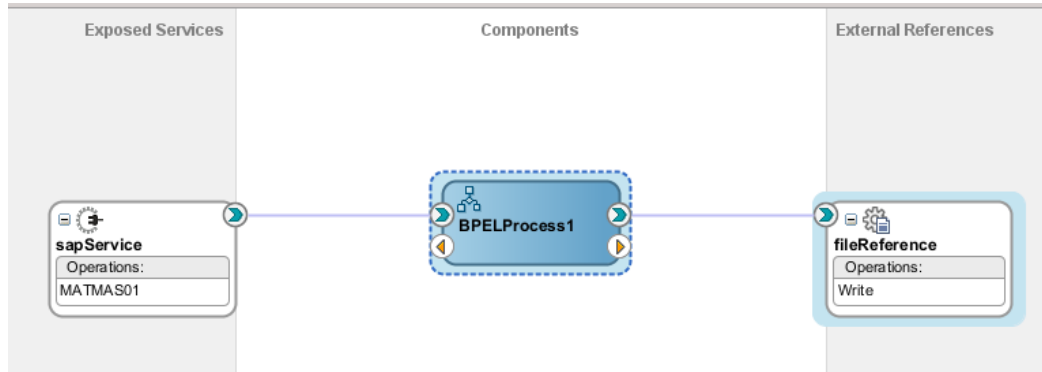 Exposed Services
Components
External References
sapService
Operations:
MATMAS01
BPELProcess1
fileReference
Operations:
Write